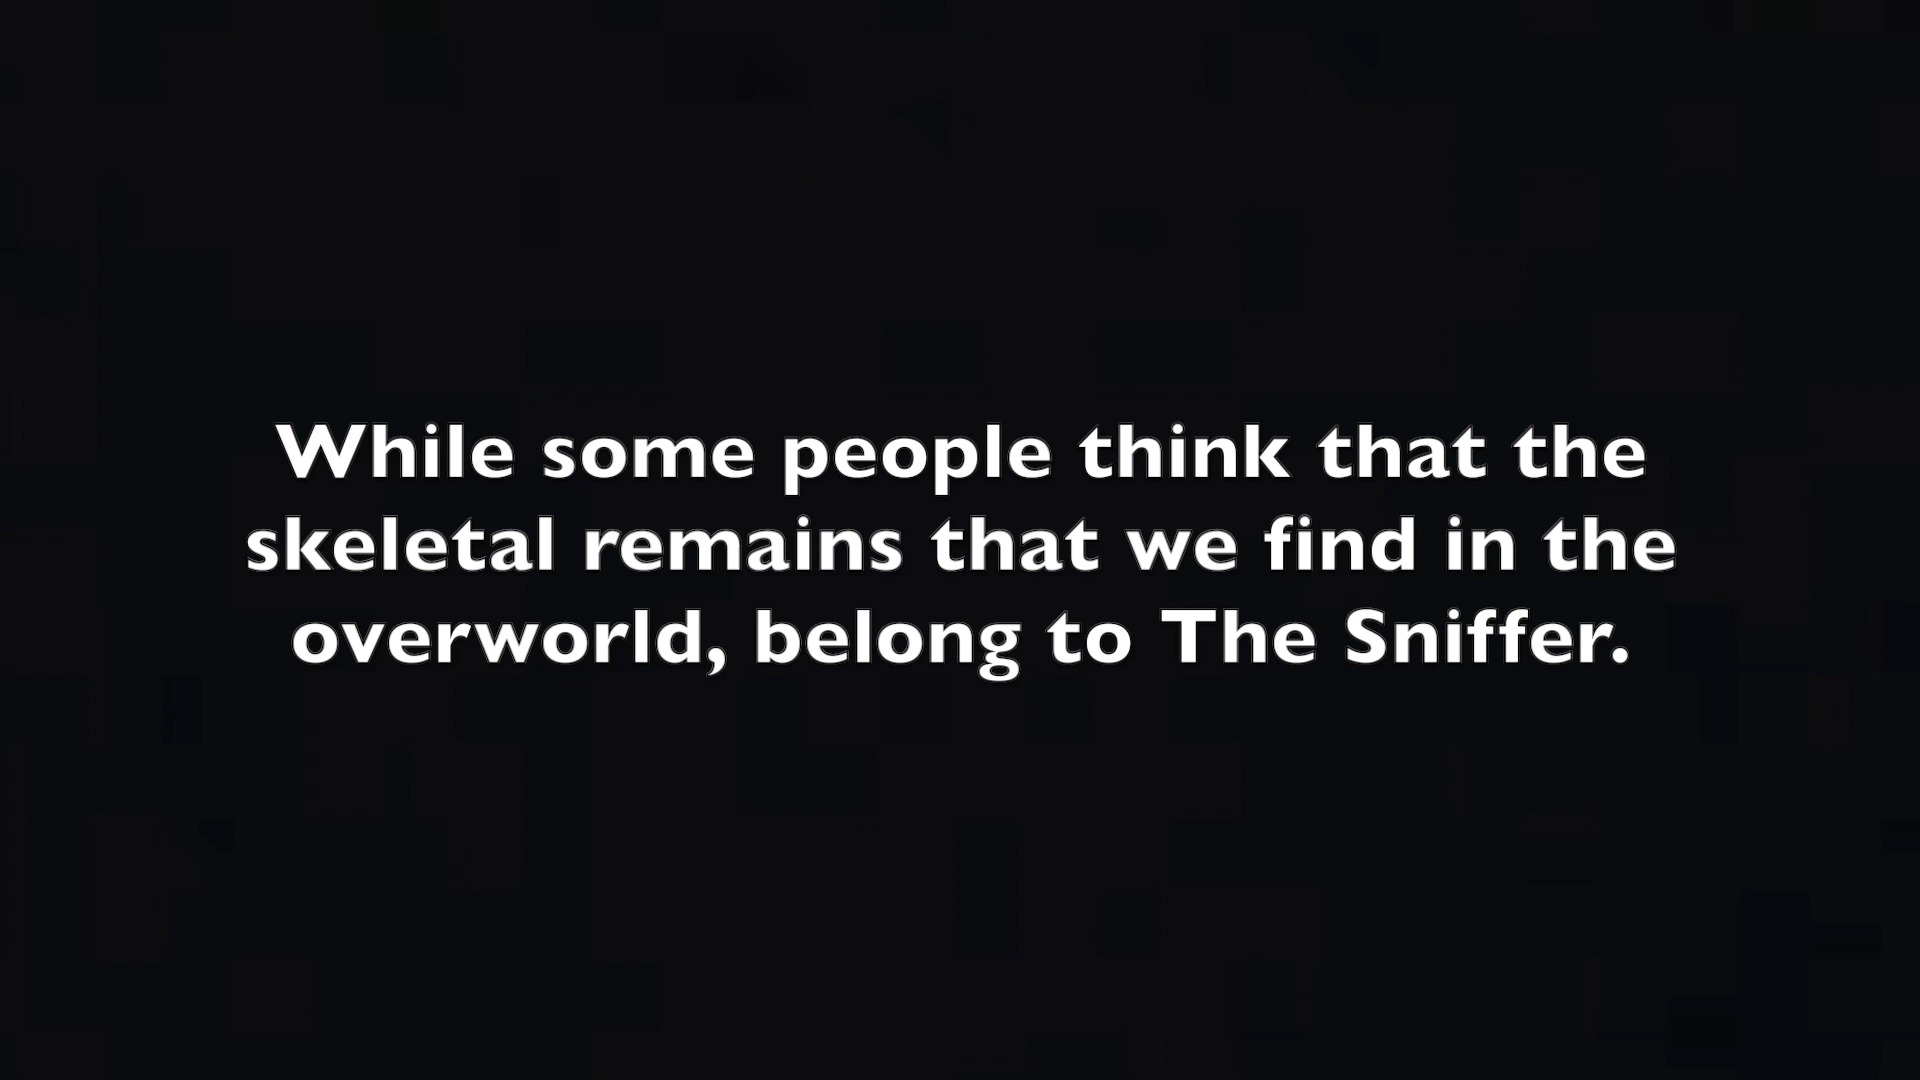 While some people think that the
skeletal remains that we find in the
overworld, belong to The Sniffer.